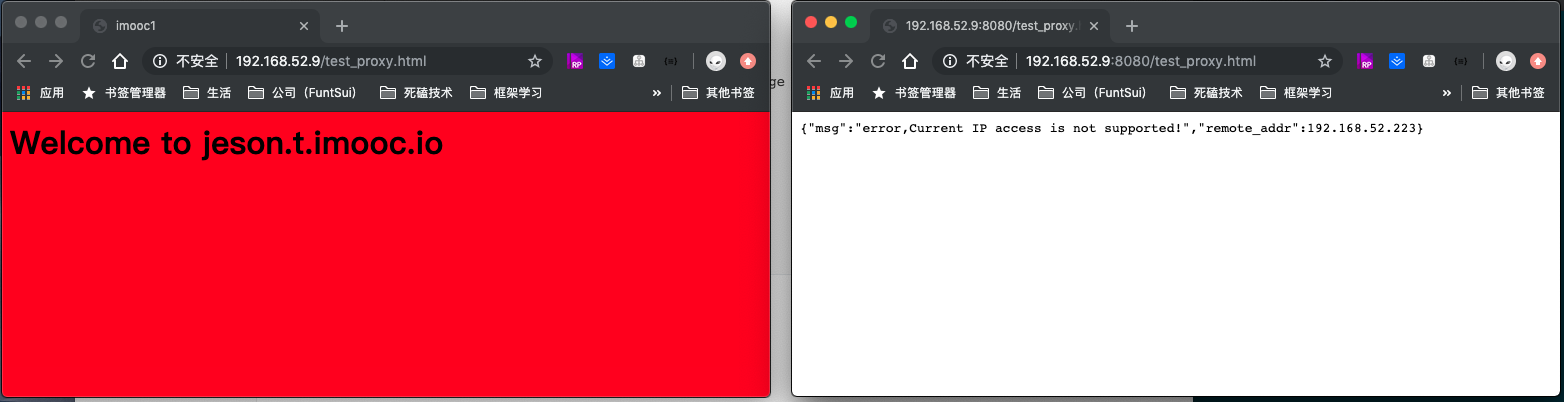 imooc1
不安全 192.168.52.9/test_proxy.html
RP
应用 书签管理器 生活 公司（FuntSui） 死磕技术 框架学习 » 其他书签
Welcome to jeson.t.imooc.io
ge
192.168.52.9:8080/test_proxy.
不安全 192.168.52.9:8080/test_proxy.html
RP
应用 书签管理器 生活 公司（FuntSui） 死磕技术 框架学习 » 其他书签
{"msg":"error,Current IP access is not supported!","remote_addr":192.168.52.223}